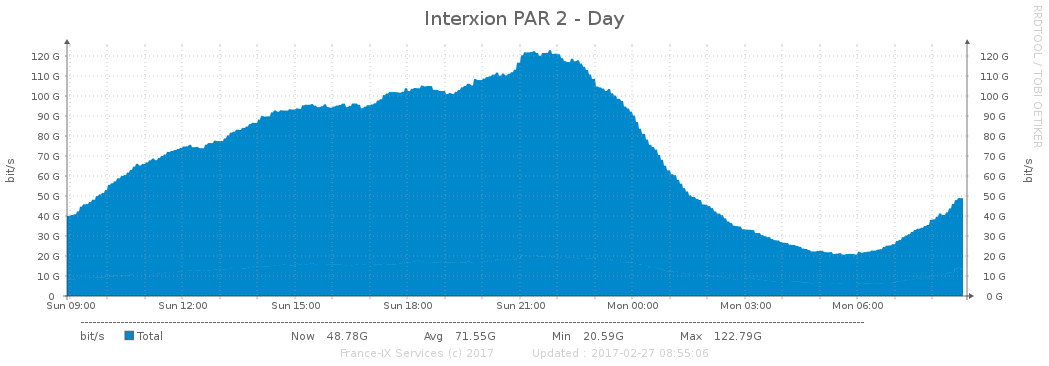 Interxion PAR 2 - Day
RRDTOOL / TOBI OETIKER
bit/s
120 G 120 G
110 G 110 G
100 G 100 G
90 G 90 G
80 G 80 G
70 G 70 G
60 G 60 G
50 G 50 G
40 G 40 G
30 G 30 G
20 G 20 G
10 G 10 G
0 0 G
bit/s
Sun 09:00 Sun 12:00 Sun 15:00 Sun 18:00 Sun 21:00 Mon 00:00 Mon 03:00 Mon 06:00
bit/s Total Now 48.78G Avg 71.55G Min 20.59G Max 122.79G
France-IX Services (c) 2017 Updated : 2017-02-27 08:55:06